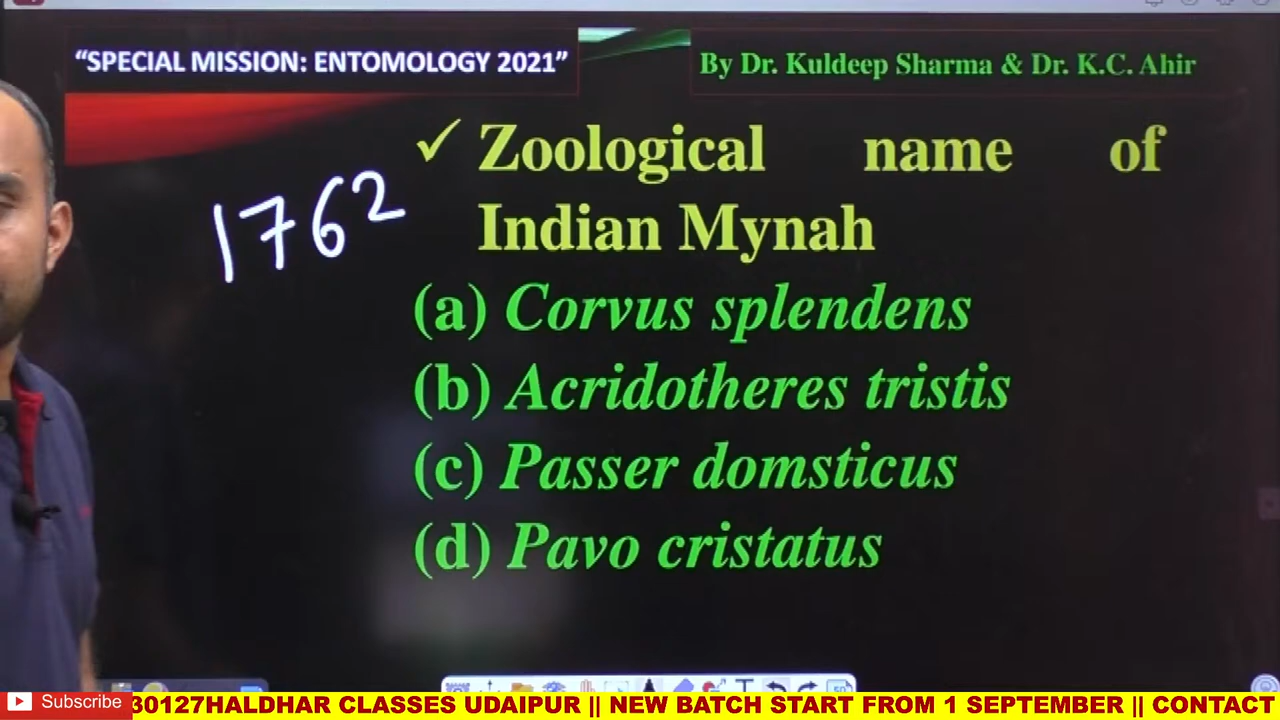 “SPECIAL MISSION: ENTOMOLOGY 2021”
By Dr. Kuldeep Sharma & Dr. K.C. Ahir
✓ Zoological name of
Indian Mynah
1762
(a) Corvus splendens
(b) Acridotheres tristis
(c) Passer domsticus
(d) Pavo cristatus
Subscribe
30127HALDHAR CLASSES UDAIPUR || NEW BATCH START FROM 1 SEPTEMBER || CONTACT